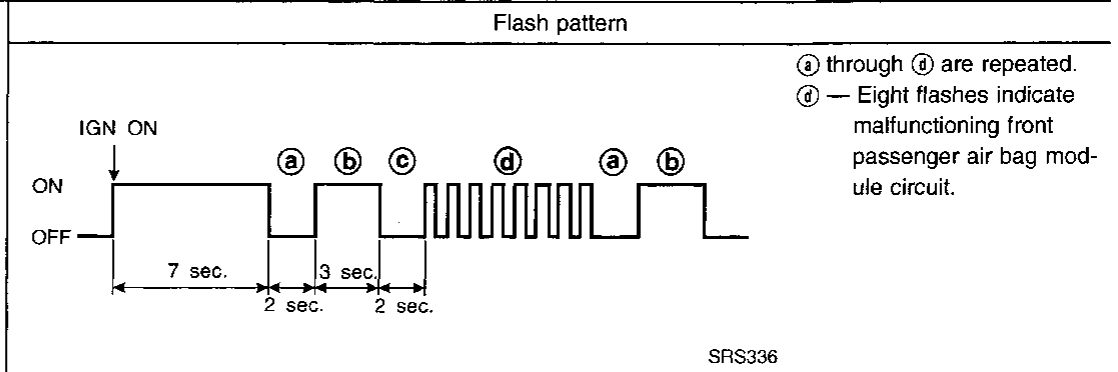 Flash pattern
ⓐ through ⓓ are repeated.
ⓓ — Eight flashes indicate
malfunctioning front
passenger air bag mod-
ule circuit.
IGN ON
ⓐ ⓑ ⓒ ⓓ ⓐ ⓑ
ON
OFF
7 sec. 3 sec.
2 sec. 2 sec.
SRS336